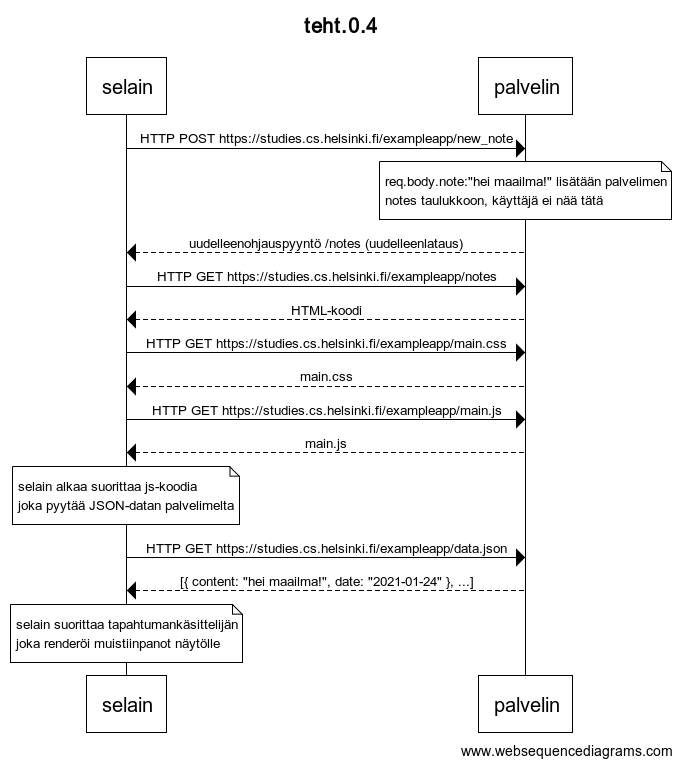 teht.0.4
selain
palvelin
HTTP POST https://studies.cs.helsinki.fi/exampleapp/new_note
req.body.note:"hei maailma!" lisätään palvelimen
notes taulukkoon, käyttäjä ei nää tätä
uudelleenohjauspyyntö /notes (uudelleenlataus)
HTTP GET https://studies.cs.helsinki.fi/exampleapp/notes
HTML-koodi
HTTP GET https://studies.cs.helsinki.fi/exampleapp/main.css
main.css
HTTP GET https://studies.cs.helsinki.fi/exampleapp/main.js
main.js
selain alkaa suorittaa js-koodia
joka pyytää JSON-datan palvelimelta
HTTP GET https://studies.cs.helsinki.fi/exampleapp/data.json
[{ content: "hei maailma!", date: "2021-01-24" }, ...]
selain suorittaa tapahtumankäsittelijän
joka renderöi muistiinpanot näytölle
selain
palvelin
www.websequencediagrams.com